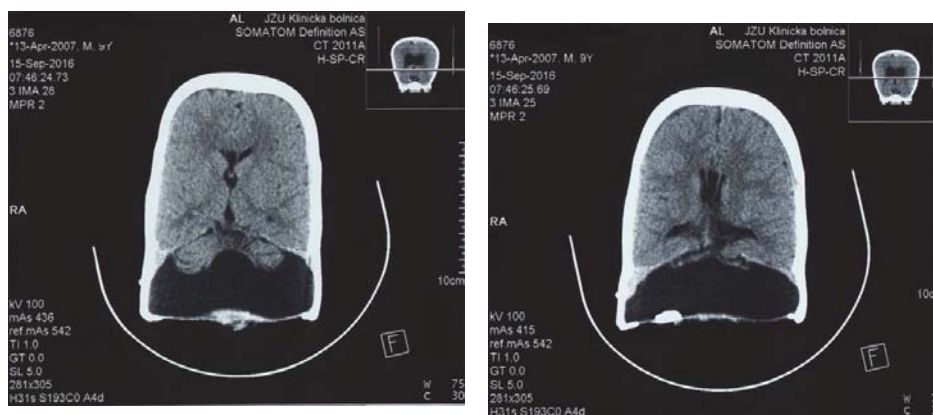 AL JZU Klinicka bolnica
6876 SOMATOM Definition AS
*13-Apr-2007, M, 9Y CT 2011A
15-Sep-2016 H-SP-CR
07:46:24.73
3 IMA 26
MPR 2
RA
10cm
kV 100
mAs 436
ref.mAs 542
TI 1.0
GT 0.0
SL 5.0
281x305 W 75
H31s S193C0 A4d C 30
F
AL JZU Klinicka bolnica
6876 SOMATOM Definition AS
*13-Apr-2007, M, 9Y CT 2011A
15-Sep-2016 H-SP-CR
07:46:25.69
3 IMA 25
MPR 2
RA
10c
kV 100
mAs 415
ref.mAs 542
TI 1.0
GT 0.0
SL 5.0
281x305 W
H31s S193C0 A4d C
F